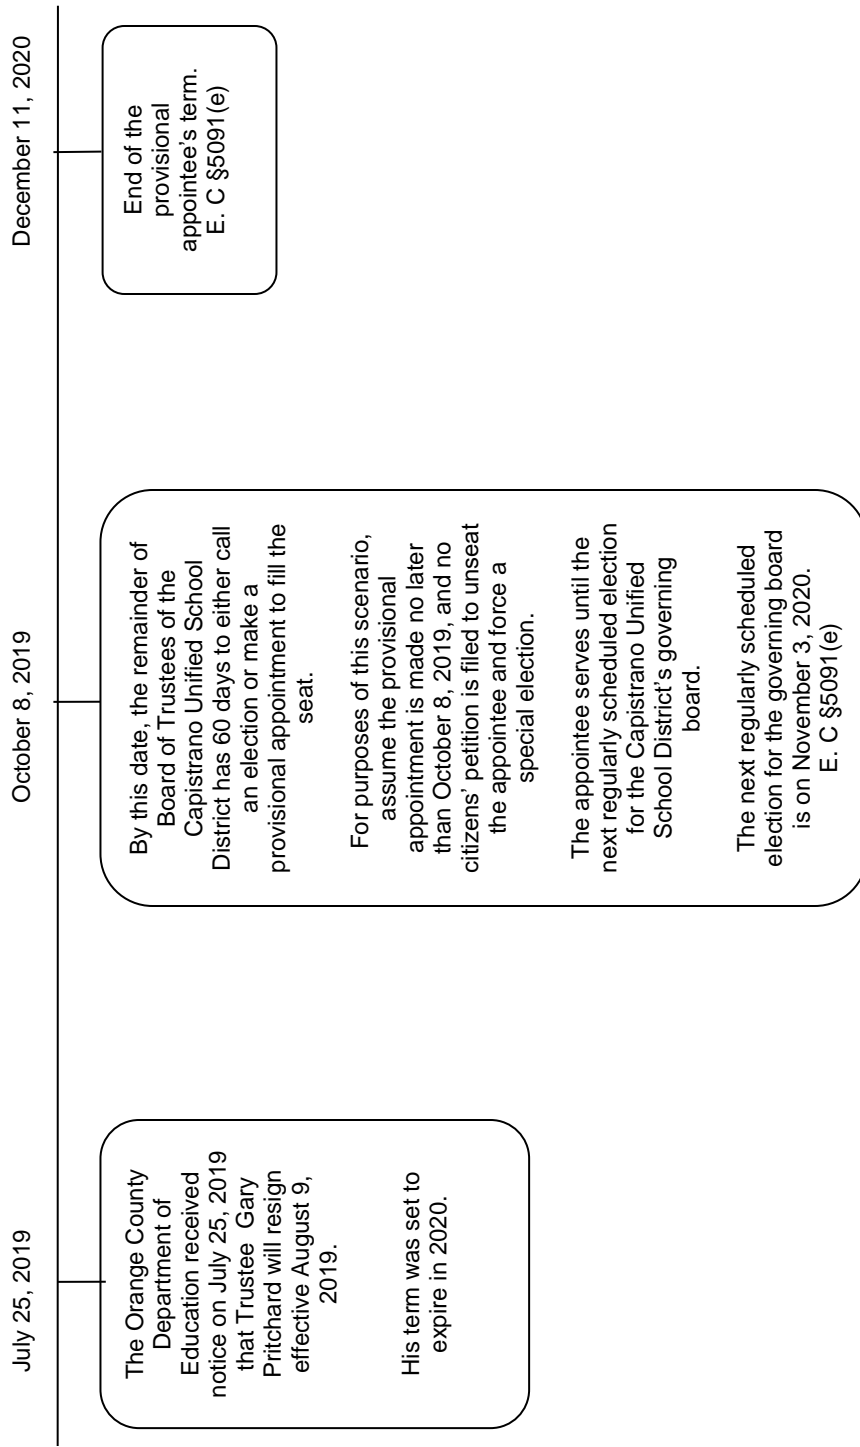 July 25, 2019
The Orange County
Department of
Education received
notice on July 25, 2019
that Trustee Gary
Pritchard will resign
effective August 9,
2019.
His term was set to
expire in 2020.
October 8, 2019
By this date, the remainder of
Board of Trustees of the
Capistrano Unified School
District has 60 days to either call
an election or make a
provisional appointment to fill the
seat.
For purposes of this scenario,
assume the provisional
appointment is made no later
than October 8, 2019, and no
citizens' petition is filed to unseat
the appointee and force a
special election.
The appointee serves until the
next regularly scheduled election
for the Capistrano Unified
School District's governing
board.
The next regularly scheduled
election for the governing board
is on November 3, 2020.
E. C §5091(e)
December 11, 2020
End of the
provisional
appointee's term.
E. C §5091(e)